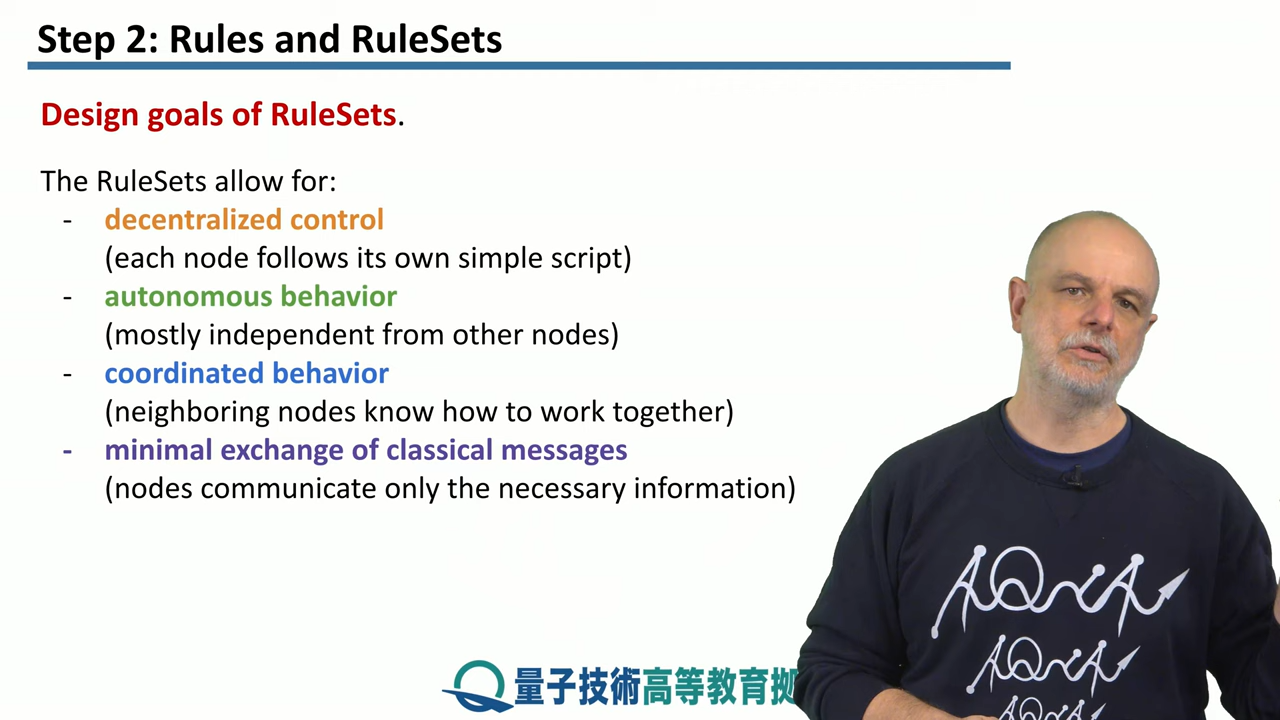 Step 2: Rules and RuleSets
Design goals of RuleSets.
The RuleSets allow for:
- decentralized control
(each node follows its own simple script)
- autonomous behavior
(mostly independent from other nodes)
- coordinated behavior
(neighboring nodes know how to work together)
- minimal exchange of classical messages
(nodes communicate only the necessary information)
AQUA
AQUA
量子技術高等教育拠